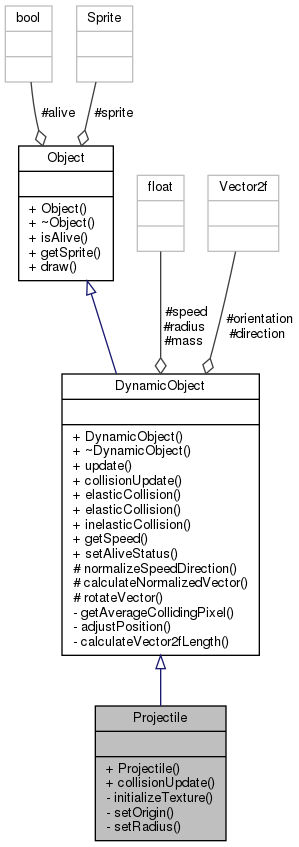 bool
Sprite
#alive
#sprite
Object
+ Object()
+ ~Object()
+ isAlive()
+ getSprite()
+ draw()
float
Vector2f
#speed
#radius
#mass
#orientation
#direction
DynamicObject
+ DynamicObject()
+ ~DynamicObject()
+ update()
+ collisionUpdate()
+ elasticCollision()
+ elasticCollision()
+ inelasticCollision()
+ getSpeed()
+ setAliveStatus()
# normalizeSpeedDirection()
# calculateNormalizedVector()
# rotateVector()
- getAverageCollidingPixel()
- adjustPosition()
- calculateVector2fLength()
Projectile
+ Projectile()
+ collisionUpdate()
- initializeTexture()
- setOrigin()
- setRadius()